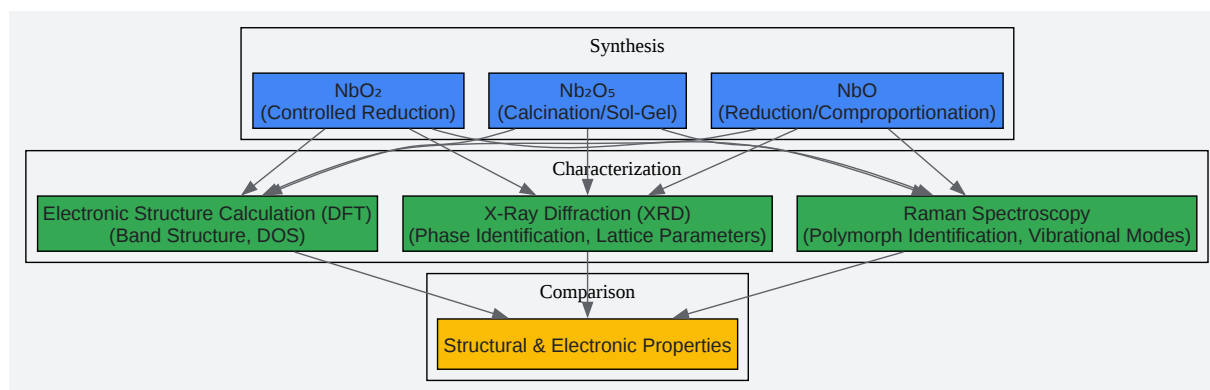 Synthesis
NbO₂
(Controlled Reduction)
Nb₂O₅
(Calcination/Sol-Gel)
NbO
(Reduction/Comproportionation)
Characterization
Electronic Structure Calculation (DFT)
(Band Structure, DOS)
X-Ray Diffraction (XRD)
(Phase Identification, Lattice Parameters)
Raman Spectroscopy
(Polymorph Identification, Vibrational Modes)
Comparison
Structural & Electronic Properties